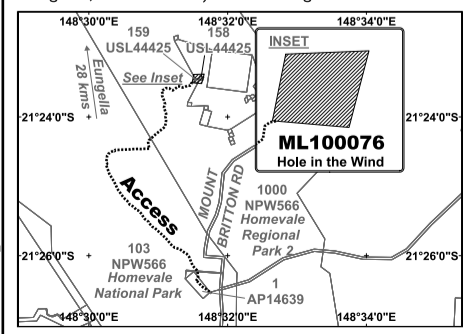 148°30'0"E
148°32'0"E
148°34'0"E
159
USL44425
158
USL44425
See Inset
INSET
Eungella
28 kms
21°24'0"S
21°24'0"S
ML100076
Hole in the Wind
Access
MOUNT
BRITTON RD
1000
NPW566
Homevale
Regional
Park 2
21°26'0"S
21°26'0"S
103
NPW566
Homevale
National Park
1
AP14639
148°30'0"E
148°32'0"E
148°34'0"E